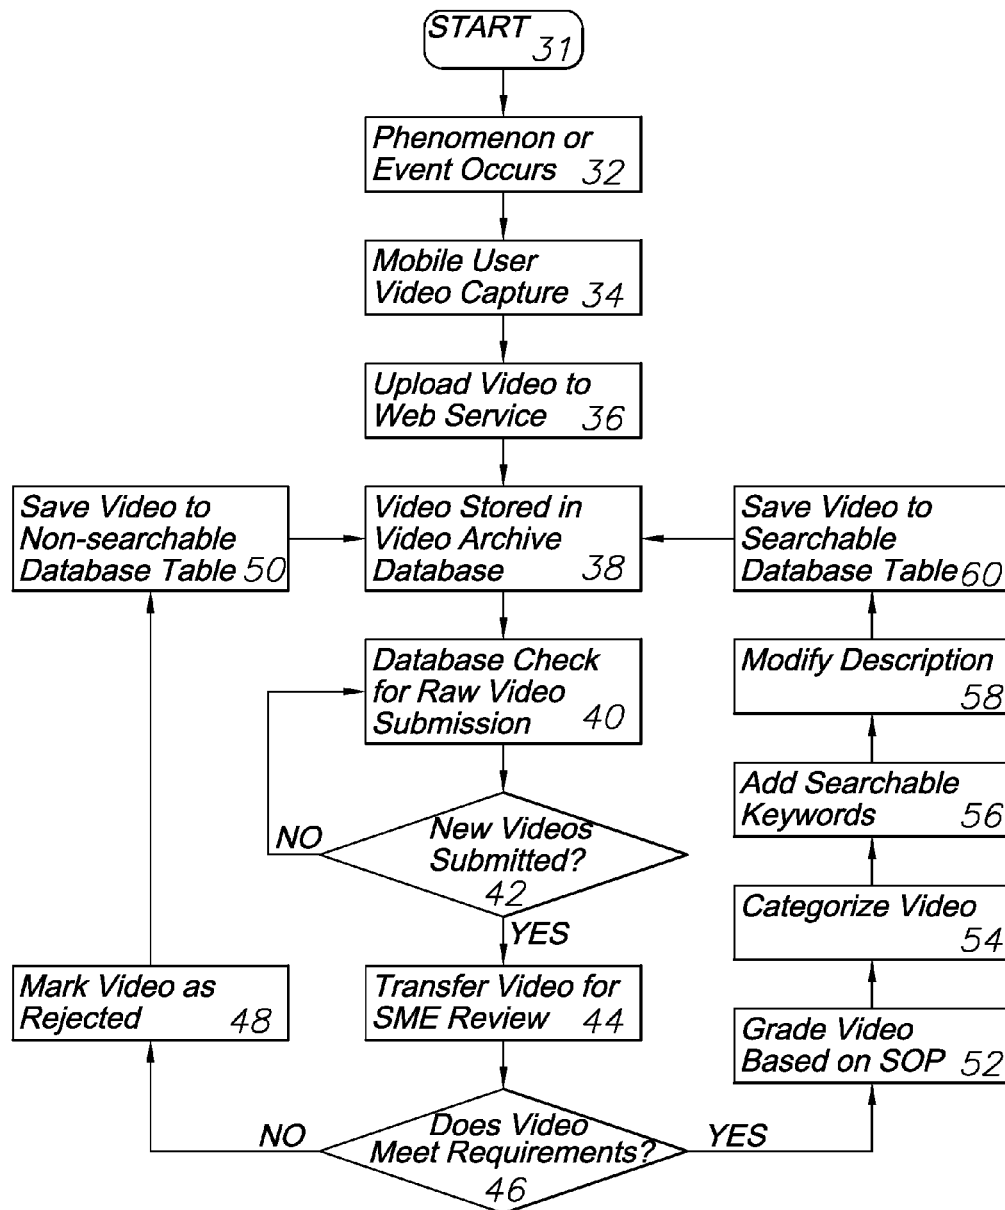 START
31
Phenomenon or
Event Occurs 32
Mobile User
Video Capture 34
Upload Video to
Web Service 36
Save Video to
Non-searchable
Database Table 50
Video Stored in
Video Archive
Database 38
Save Video to
Searchable
Database Table 60
Database Check
for Raw Video
Submission 40
Modify Description
58
Add Searchable
Keywords 56
NO
New Videos
Submitted?
42
YES
Categorize Video
54
Mark Video as
Rejected 48
Transfer Video for
SME Review 44
Grade Video
Based on SOP 52
NO
Does Video
Meet Requirements?
46
YES